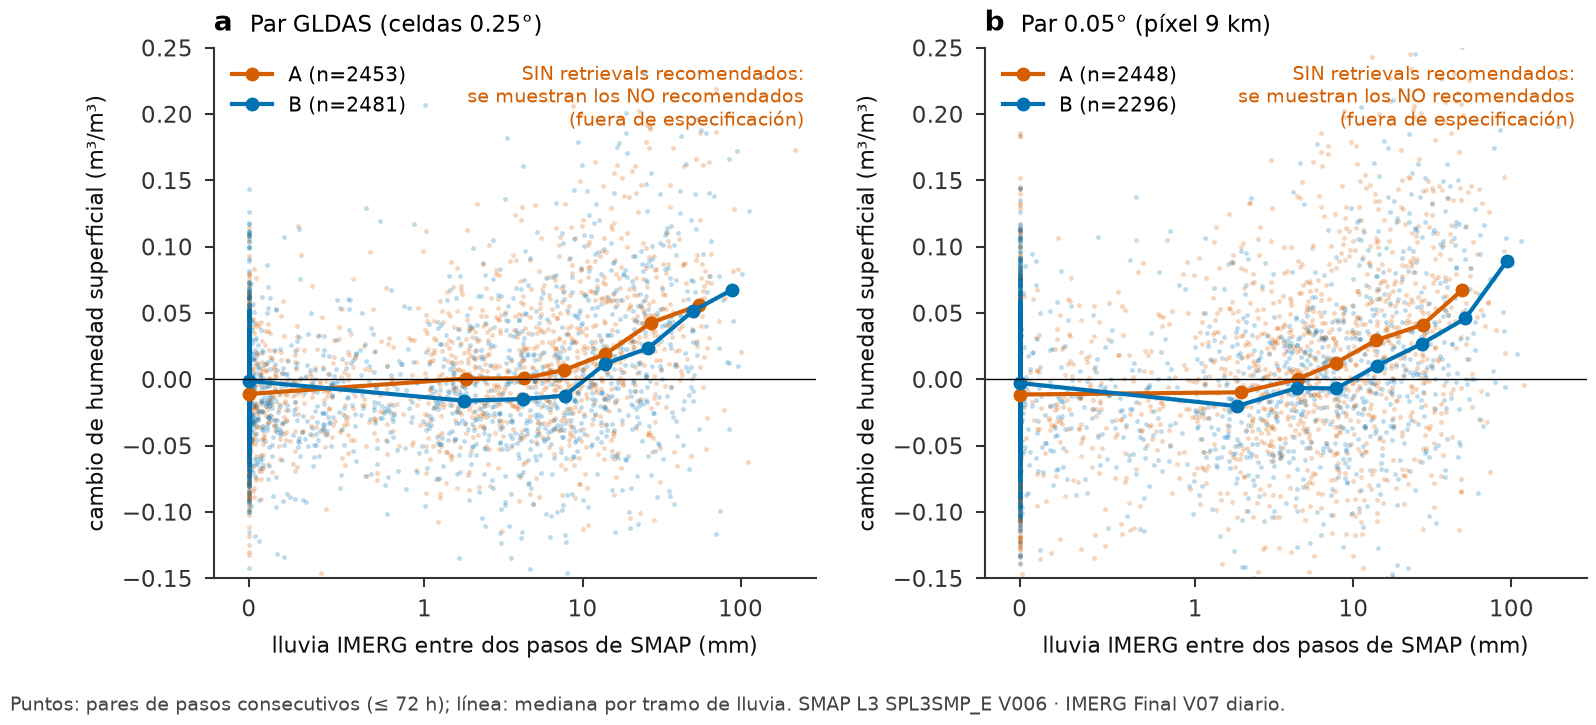 a Par GLDAS (celdas 0.25°)
0.25
0.20
0.15
0.10
0.05
0.00
−0.05
−0.10
−0.15
cambio de humedad superficial (m³/m³)
A (n=2453)
B (n=2481)
SIN retrievals recomendados:
se muestran los NO recomendados
(fuera de especificación)
0 1 10 100
lluvia IMERG entre dos pasos de SMAP (mm)
b Par 0.05° (píxel 9 km)
0.25
0.20
0.15
0.10
0.05
0.00
−0.05
−0.10
−0.15
cambio de humedad superficial (m³/m³)
A (n=2448)
B (n=2296)
SIN retrievals recomendados:
se muestran los NO recomendados
(fuera de especificación)
0 1 10 100
lluvia IMERG entre dos pasos de SMAP (mm)
Puntos: pares de pasos consecutivos (≤ 72 h); línea: mediana por tramo de lluvia. SMAP L3 SPL3SMP_E V006 · IMERG Final V07 diario.